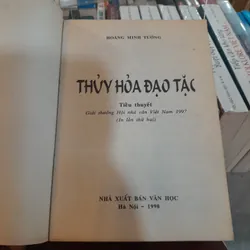 HOÀNG MINH TƯỜNG
THỦY HỎA ĐẠO TẶC
Tiểu thuyết
Giải thưởng Hội nhà văn Việt Nam 1997
(In lần thứ hai)
NHÀ XUẤT BẢN VĂN HỌC
Hà Nội - 1998